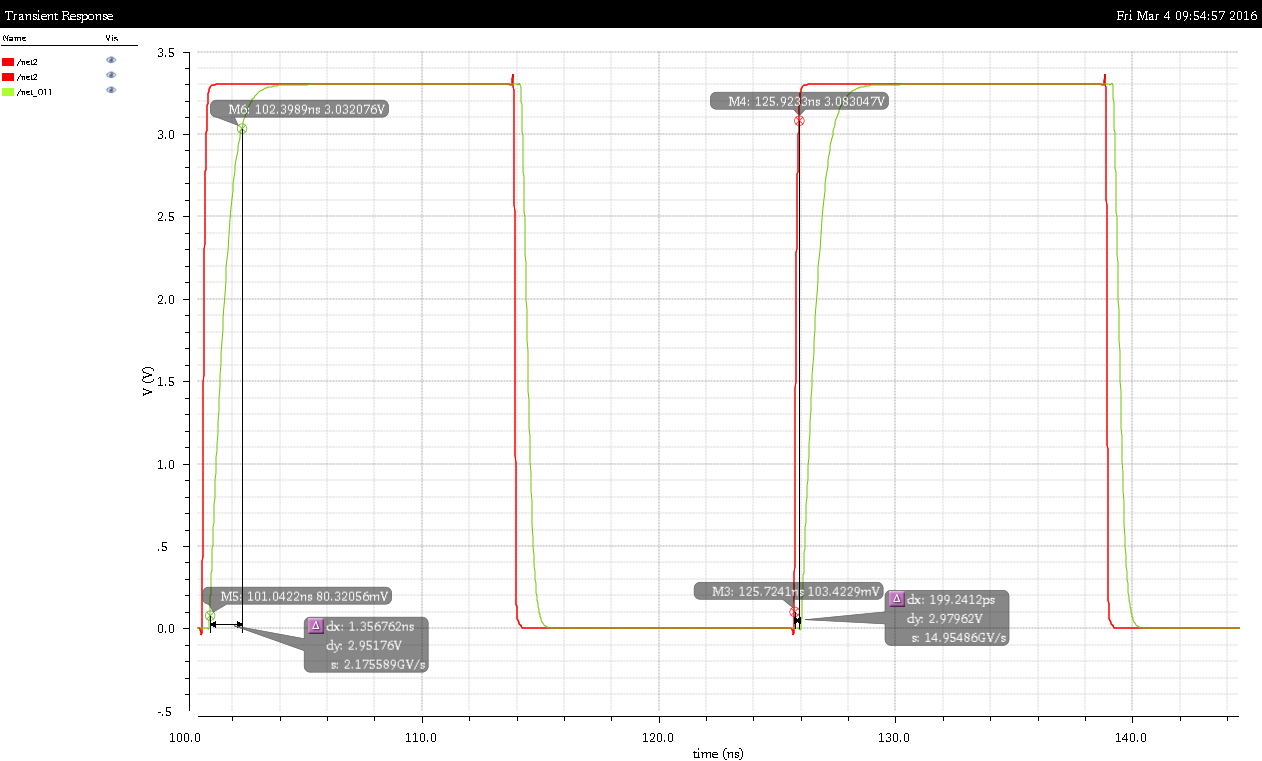 Transient Response
Fri Mar 4 09:54:57 2016
Name Vis
/net2
/net2
/net_011
3.5
3.0
2.5
2.0
1.5
1.0
.5
0.0
-.5
V (V)
M6: 102.3989ns 3.032076V
M4: 125.9233ns 3.083047V
M5: 101.0422ns 80.32056mV
M3: 125.7241ns 103.4229mV
Δ dx: 1.356762ns
dy: 2.95176V
s: 2.175589GV/s
Δ dx: 199.2412ps
dy: 2.97962V
s: 14.95486GV/s
100.0 110.0 120.0 130.0 140.0
time (ns)